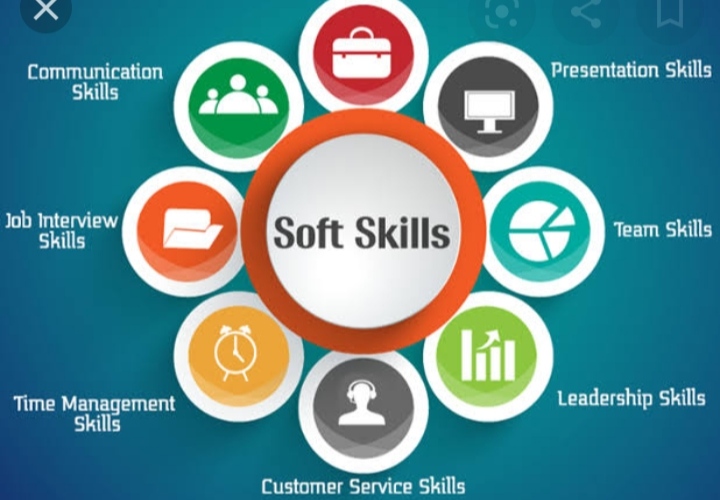 Communication
Skills
Presentation Skills
Job Interview
Skills
Soft Skills
Team Skills
Time Management
Skills
Leadership Skills
Customer Service Skills